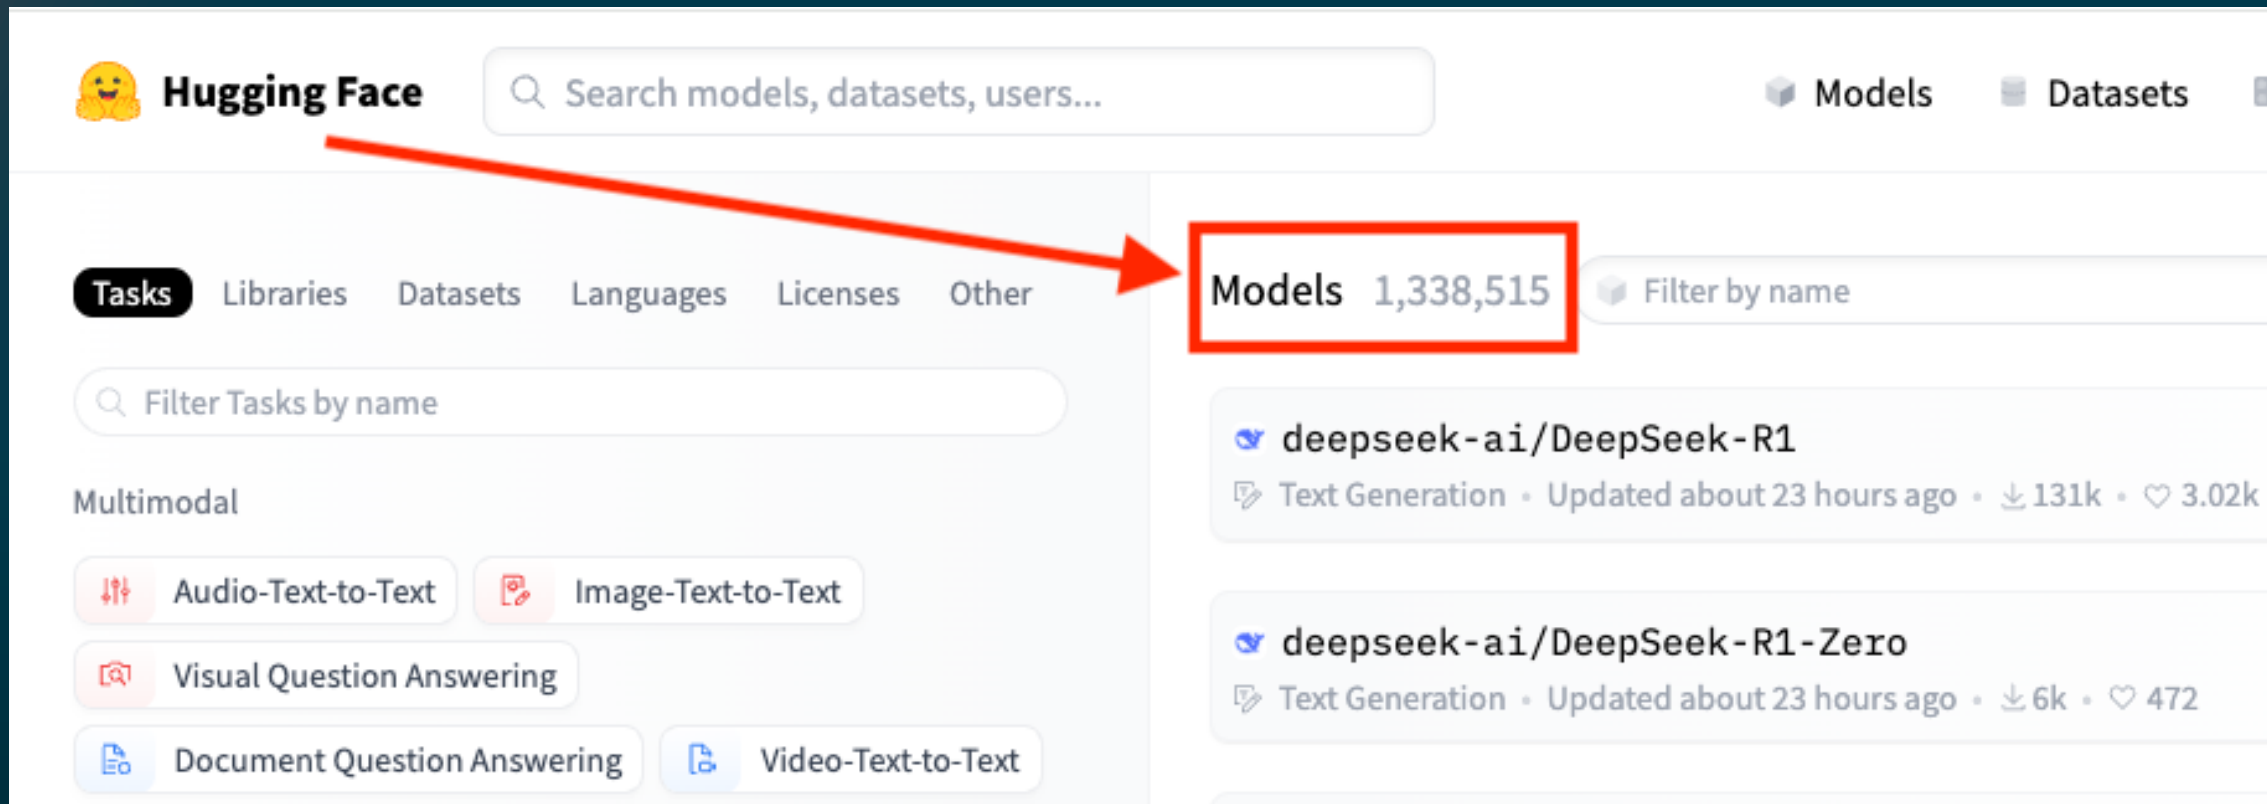 Hugging Face
Search models, datasets, users...
Models
Datasets
Tasks Libraries Datasets Languages Licenses Other
Filter Tasks by name
Multimodal
Audio-Text-to-Text
Image-Text-to-Text
Visual Question Answering
Document Question Answering
Video-Text-to-Text
Models 1,338,515
Filter by name
deepseek-ai/DeepSeek-R1
Text Generation • Updated about 23 hours ago • 131k • 3.02k
deepseek-ai/DeepSeek-R1-Zero
Text Generation • Updated about 23 hours ago • 6k • 472